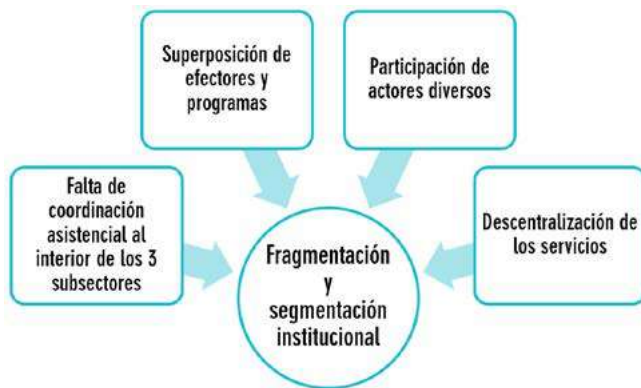 Superposición de
efectores y
programas
Participación de
actores diversos
Falta de
coordinación
asistencial al
interior de los 3
subsectores
Descentralización de
los servicios
Fragmentación
y
segmentación
institucional